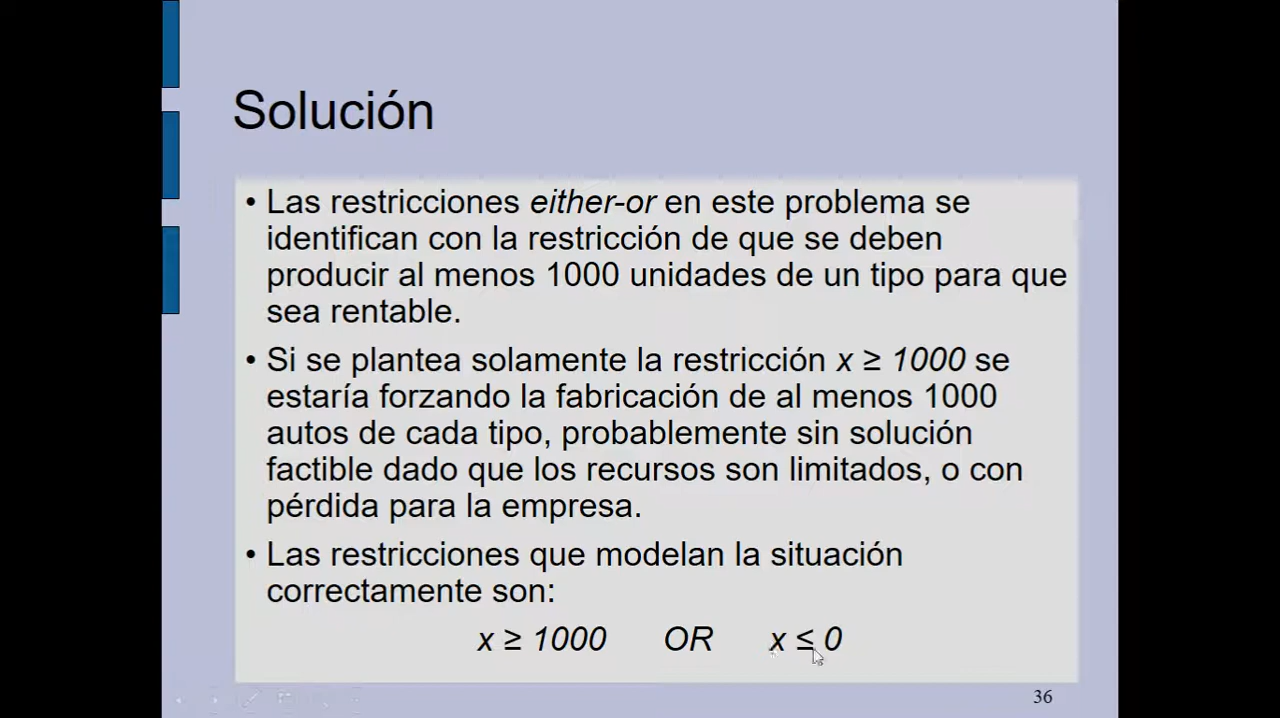 Solución
• Las restricciones either-or en este problema se
identifican con la restricción de que se deben
producir al menos 1000 unidades de un tipo para que
sea rentable.
• Si se plantea solamente la restricción x ≥ 1000 se
estaría forzando la fabricación de al menos 1000
autos de cada tipo, probablemente sin solución
factible dado que los recursos son limitados, o con
pérdida para la empresa.
• Las restricciones que modelan la situación
correctamente son:
x ≥ 1000 OR x ≤ 0
36